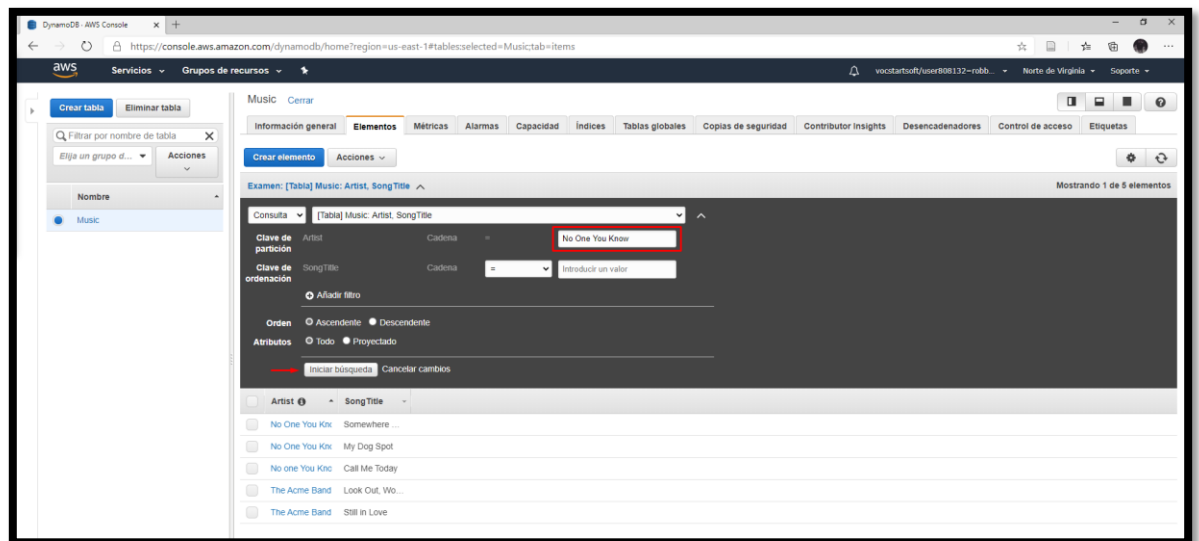 DynamoDB - AWS Console
https://console.aws.amazon.com/dynamodb/home?region=us-east-1#tables:selected=Music;tab=items
aws Servicios Grupos de recursos vocstartsoft/user808132=robb... Norte de Virginia Soporte
Crear tabla Eliminar tabla
Filtrar por nombre de tabla X
Elija un grupo d... Acciones
Nombre
Music
Music Cerrar
Información general Elementos Métricas Alarmas Capacidad Índices Tablas globales Copias de seguridad Contributor Insights Desencadenadores Control de acceso Etiquetas
Crear elemento Acciones
Examen: [Tabla] Music: Artist, SongTitle Mostrando 1 de 5 elementos
Consulta [Tabla] Music: Artist, SongTitle
Clave de partición Artist Cadena = No One You Know
Clave de ordenación SongTitle Cadena = Introducir un valor
Añadir filtro
Orden Ascendente Descendente
Atributos Todo Proyectado
Iniciar búsqueda Cancelar cambios
Artist SongTitle
No One You Knc Somewhere ...
No One You Knc My Dog Spot
No one You Knc Call Me Today
The Acme Band Look Out, Wo...
The Acme Band Still in Love